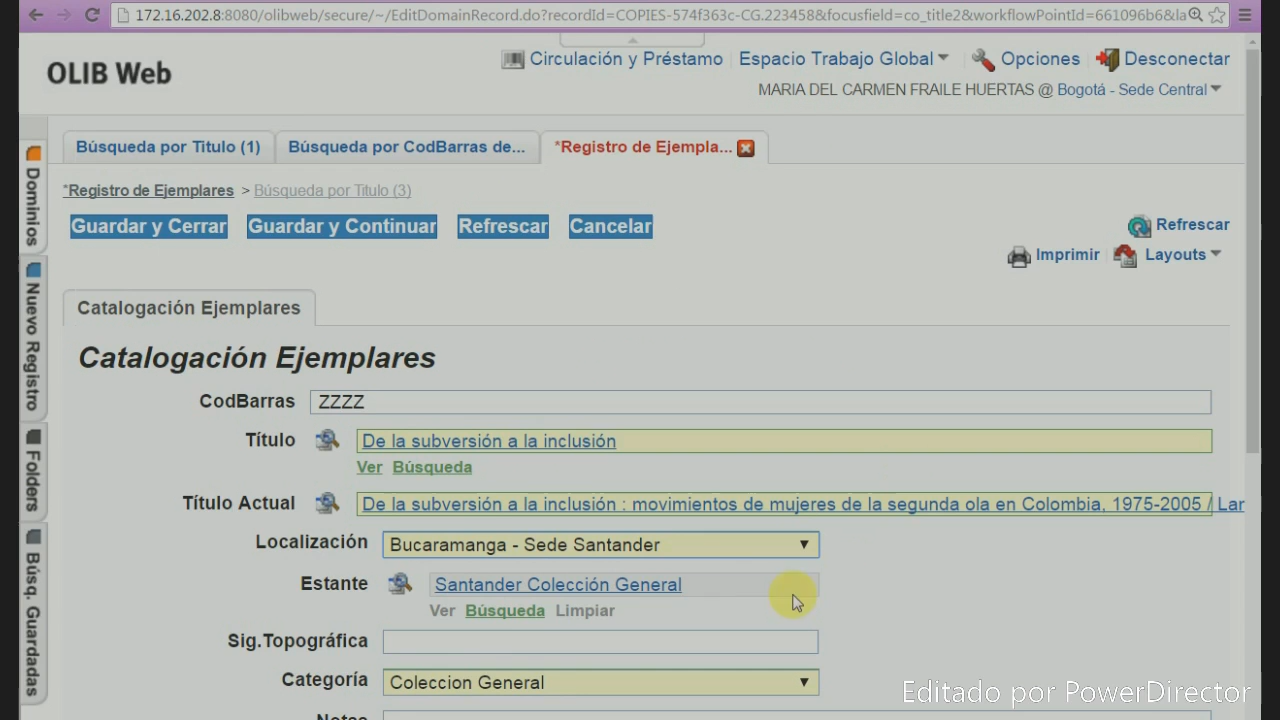 172.16.202.8:8080/olibweb/secure/~/EditDomainRecord.do?recordId=COPIES-574f363c-CG.223458&focusfield=co_title2&workflowPointId=661096b6&la
OLIB Web
Circulación y Préstamo Espacio Trabajo Global Opciones Desconectar
MARIA DEL CARMEN FRAILE HUERTAS @ Bogotá - Sede Central
Búsqueda por Titulo (1) Búsqueda por CodBarras de... *Registro de Ejempla...
*Registro de Ejemplares > Búsqueda por Titulo (3)
Guardar y Cerrar Guardar y Continuar Refrescar Cancelar
Refrescar
Imprimir Layouts
Dominios
Nuevo Registro
Folders
Búsq. Guardadas
Catalogación Ejemplares
Catalogación Ejemplares
CodBarras ZZZZ
Título De la subversión a la inclusión
Ver Búsqueda
Título Actual De la subversión a la inclusión : movimientos de mujeres de la segunda ola en Colombia, 1975-2005 / Lar
Localización Bucaramanga - Sede Santander
Estante Santander Colección General
Ver Búsqueda Limpiar
Sig.Topográfica
Categoría Coleccion General
Notas
Editado por PowerDirector